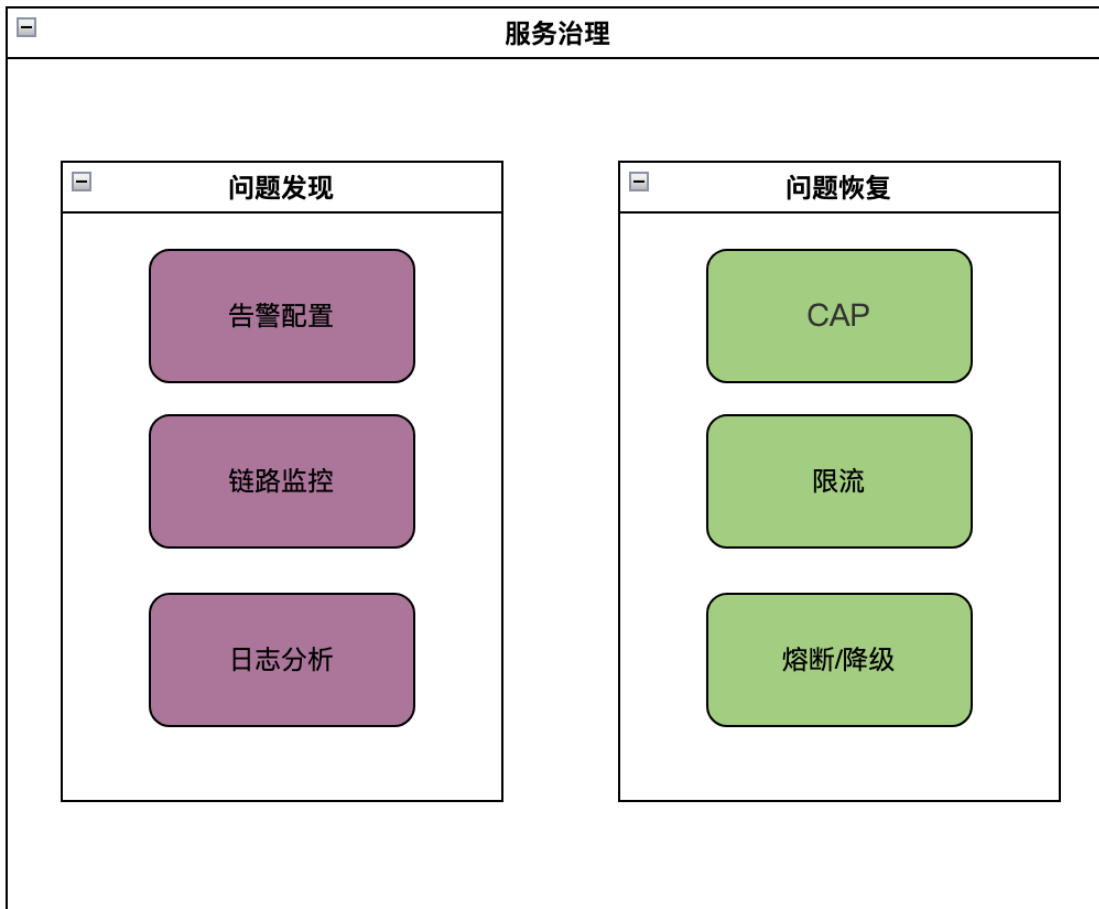 服务治理
问题发现
告警配置
链路监控
日志分析
问题恢复
CAP
限流
熔断/降级